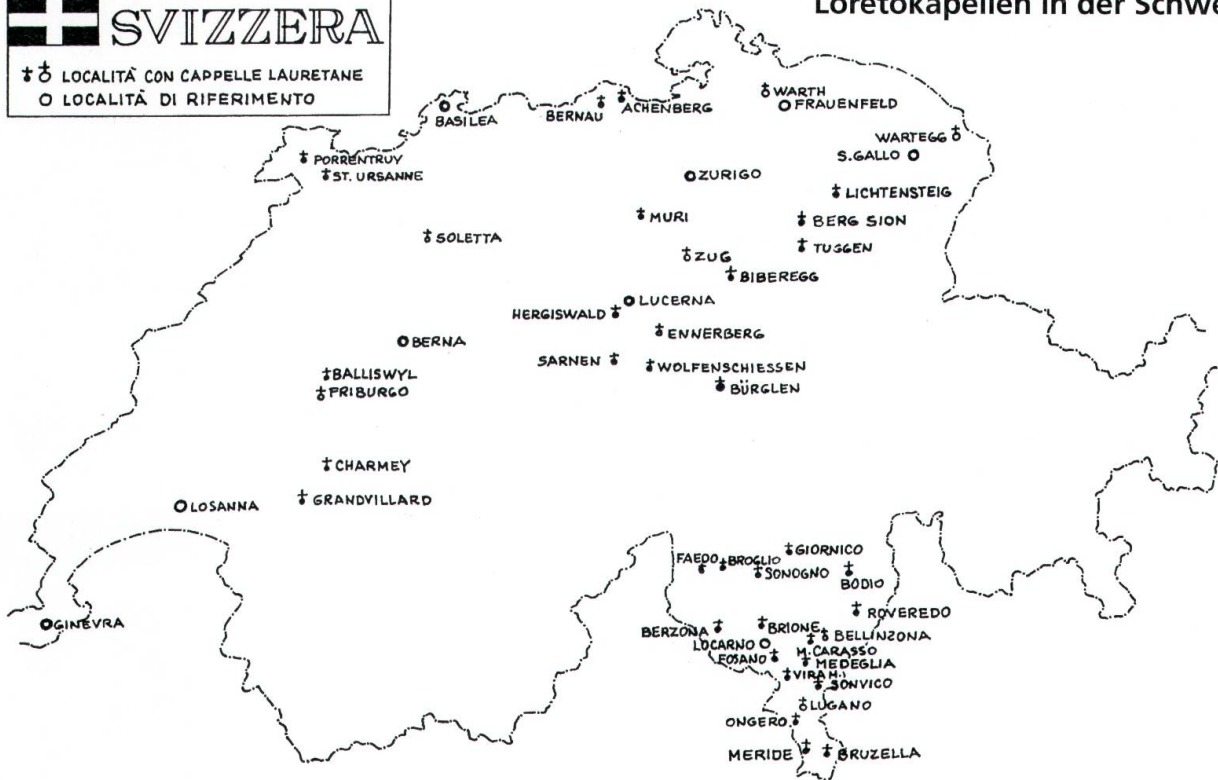 Loretokapellen in der Schwe
SVIZZERA
LOCALITÀ CON CAPPELLE LAURETANE
LOCALITÀ DI RIFERIMENTO
BASILEA
BERNAU
ACHENBERG
WARTH
FRAUENFELD
WARTEGG
S.GALLO
PORRENTRUY
ST. URSANNE
ZURIGO
LICHTENSTEIG
MURI
BERG SION
SOLETTA
TUGGEN
ZUG
BIBEREGG
LUCERNA
HERGISWALD
ENNERBERG
BERNA
SARNEN
WOLFENSCHIESSEN
BALLISWYL
BÜRGLEN
FRIBURGO
CHARMEY
GRANDVILLARD
LOSANNA
GIORNICO
FAEDO
BROGLIO
SONOGNO
BODIO
ROVEREDO
GINEVRA
BERZONA
BRIONE
BELLINZONA
LOCARNO
M. CARASSO
FOSANO
MEDEGLIA
VIRA M.
SONVICO
LUGANO
ONGERO
MERIDE
BRUZELLA